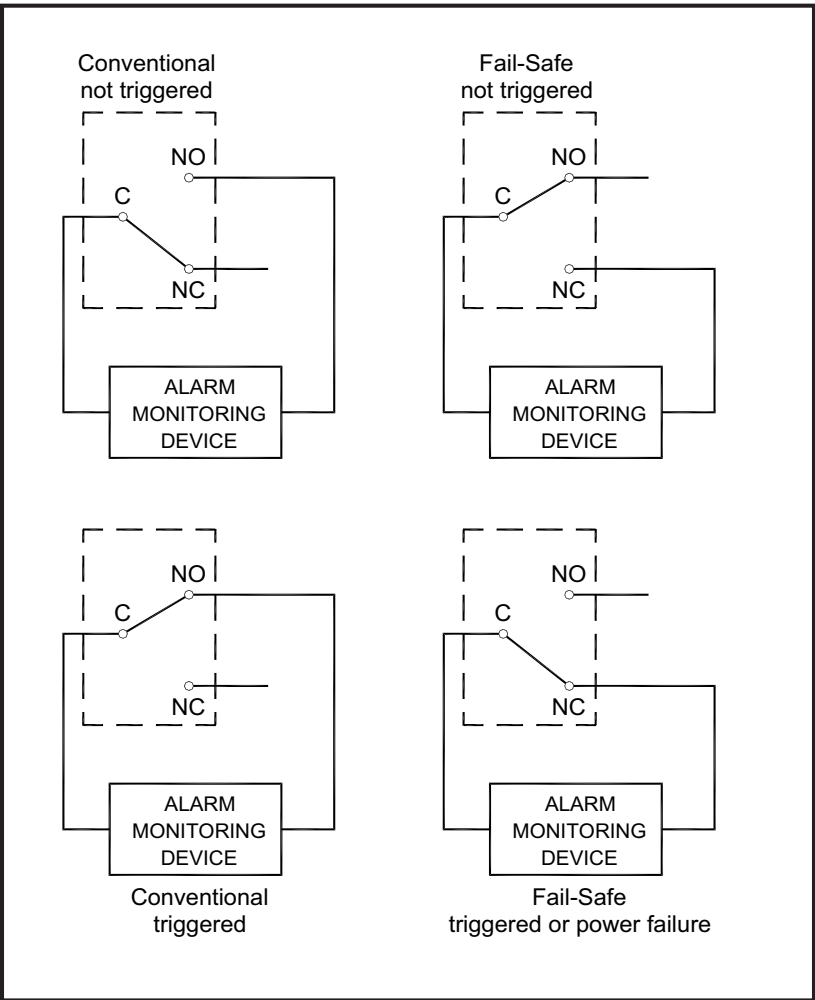 Conventional
not triggered
NO
C
NC
ALARM
MONITORING
DEVICE
Fail-Safe
not triggered
NO
C
NC
ALARM
MONITORING
DEVICE
NO
C
NC
ALARM
MONITORING
DEVICE
Conventional
triggered
NO
C
NC
ALARM
MONITORING
DEVICE
Fail-Safe
triggered or power failure